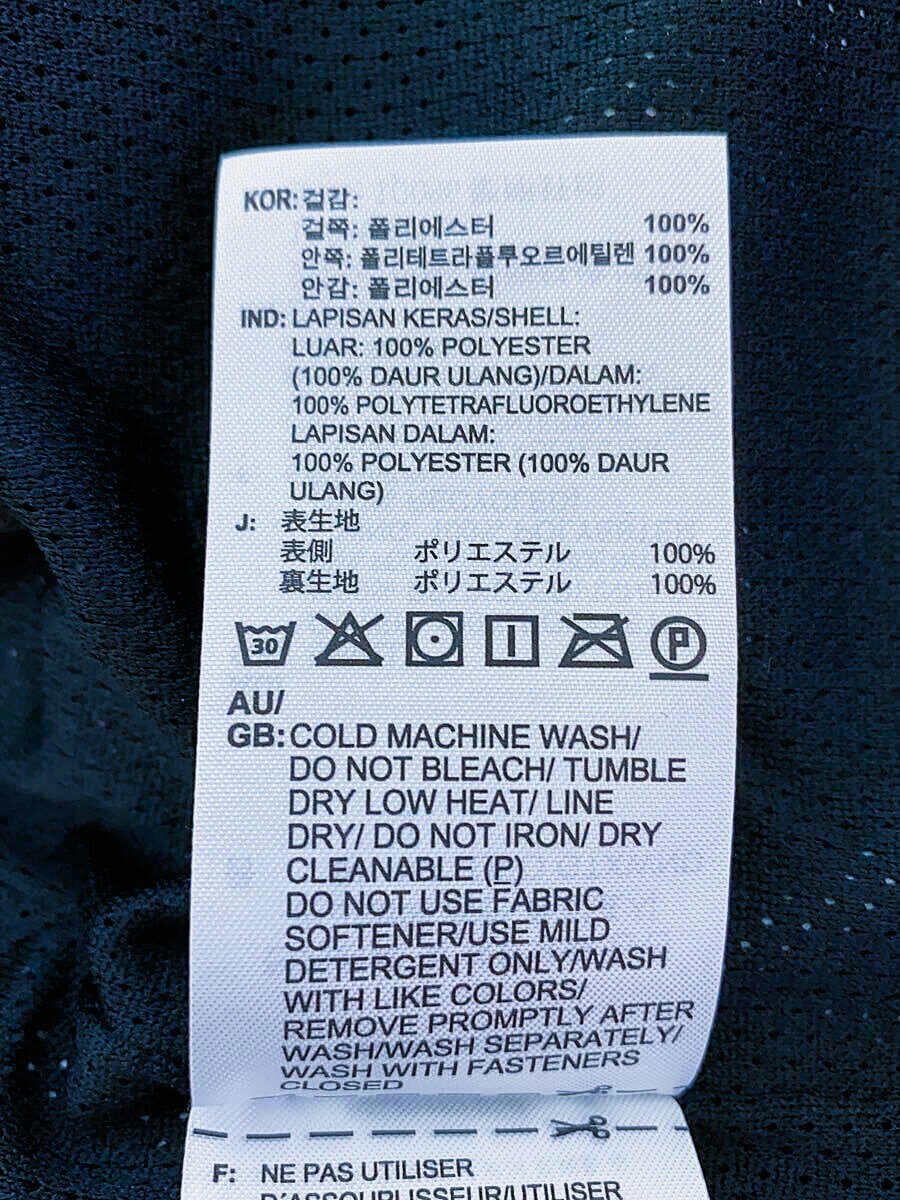 KOR: 겉감:
겉쪽: 폴리에스터 100%
안쪽: 폴리테트라플루오르에틸렌 100%
안감: 폴리에스터 100%
IND: LAPISAN KERAS/SHELL:
LUAR: 100% POLYESTER
(100% DAUR ULANG)/DALAM:
100% POLYTETRAFLUOROETHYLENE
LAPISAN DALAM:
100% POLYESTER (100% DAUR
ULANG)
J: 表生地
表側 ポリエステル 100%
裏生地 ポリエステル 100%
30 P
AU/
GB: COLD MACHINE WASH/
DO NOT BLEACH/ TUMBLE
DRY LOW HEAT/ LINE
DRY/ DO NOT IRON/ DRY
CLEANABLE (P)
DO NOT USE FABRIC
SOFTENER/USE MILD
DETERGENT ONLY/WASH
WITH LIKE COLORS/
REMOVE PROMPTLY AFTER
WASH/WASH SEPARATELY/
WASH WITH FASTENERS
CLOSED
F: NE PAS UTILISER
D'ASSOUPLISSEUR/UTILISER